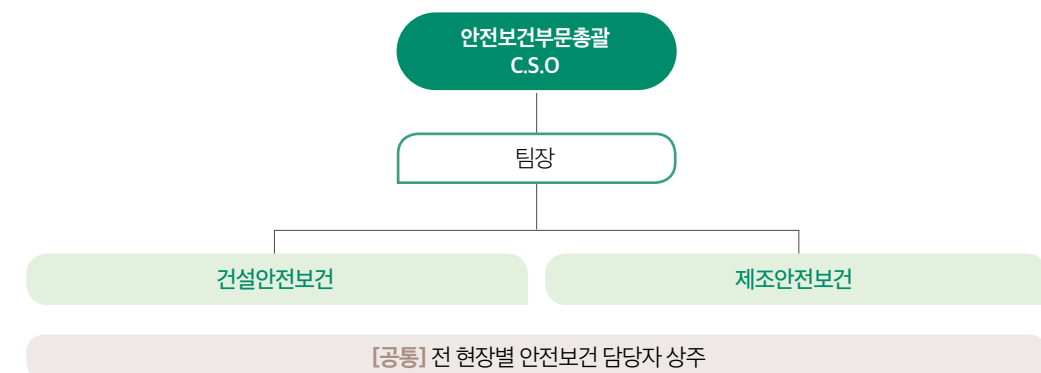 안전보건부문총괄
C.S.O
팀장
건설안전보건
제조안전보건
[공통] 전 현장별 안전보건 담당자 상주